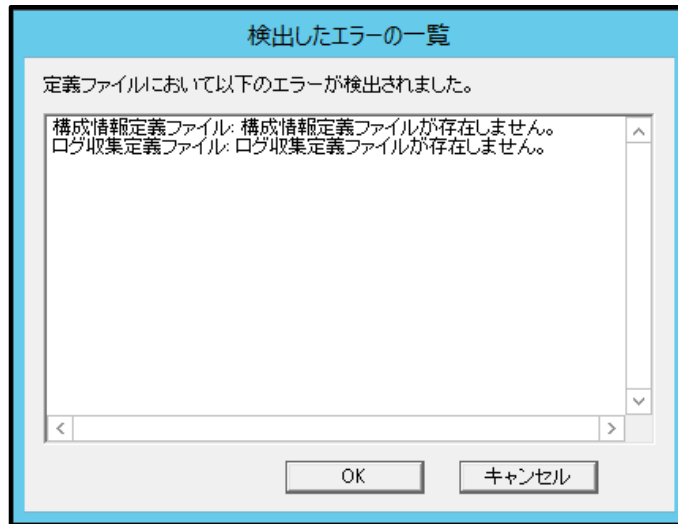 検出したエラーの一覧
定義ファイルにおいて以下のエラーが検出されました。
構成情報定義ファイル: 構成情報定義ファイルが存在しません。
ログ収集定義ファイル: ログ収集定義ファイルが存在しません。
OK
キャンセル